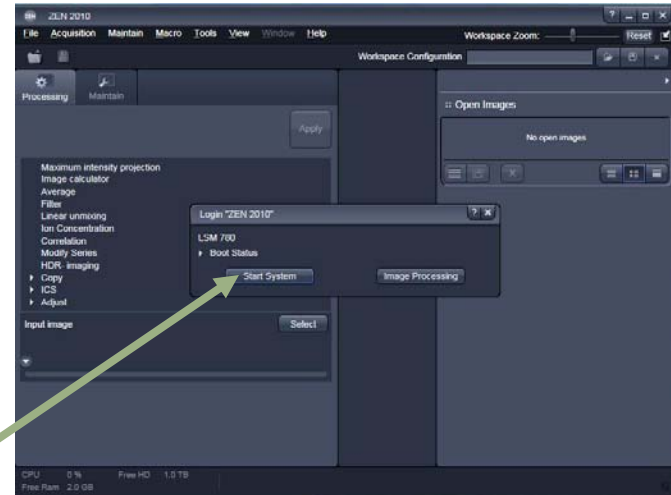 ZEN 2010
File Acquisition Maintain Macro Tools View Window Help
Workspace Zoom: Reset
Workspace Configuration
Processing Maintain
Apply
Maximum intensity projection
Image calculator
Average
Filter
Linear unmixing
Ion Concentration
Correlation
Modify Series
HDR- imaging
Copy
ICS
Adjust
Input image Select
Open Images
No open images
Login "ZEN 2010"
LSM 780
Boot Status
Start System Image Processing
CPU 0 % Free HD 1.0 TB
Free Ram 2.0 GB